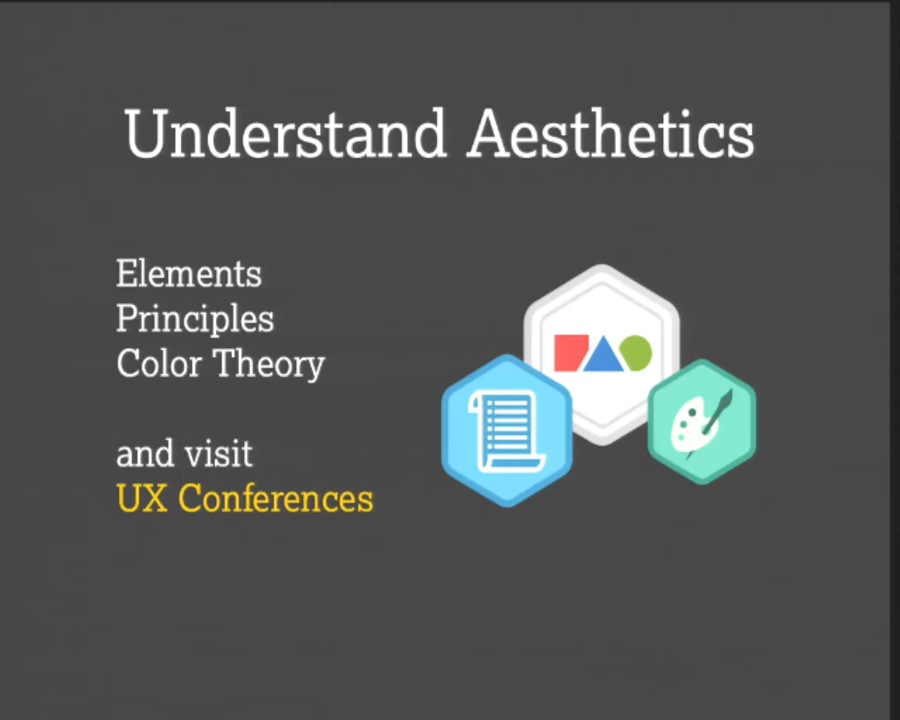 Understand Aesthetics
Elements
Principles
Color Theory
and visit
UX Conferences